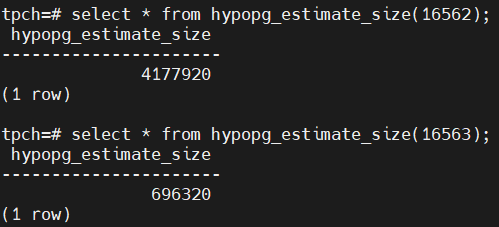 tpch=# select * from hypopg_estimate_size(16562);
 hypopg_estimate_size
----------------------
              4177920
(1 row)

tpch=# select * from hypopg_estimate_size(16563);
 hypopg_estimate_size
----------------------
               696320
(1 row)